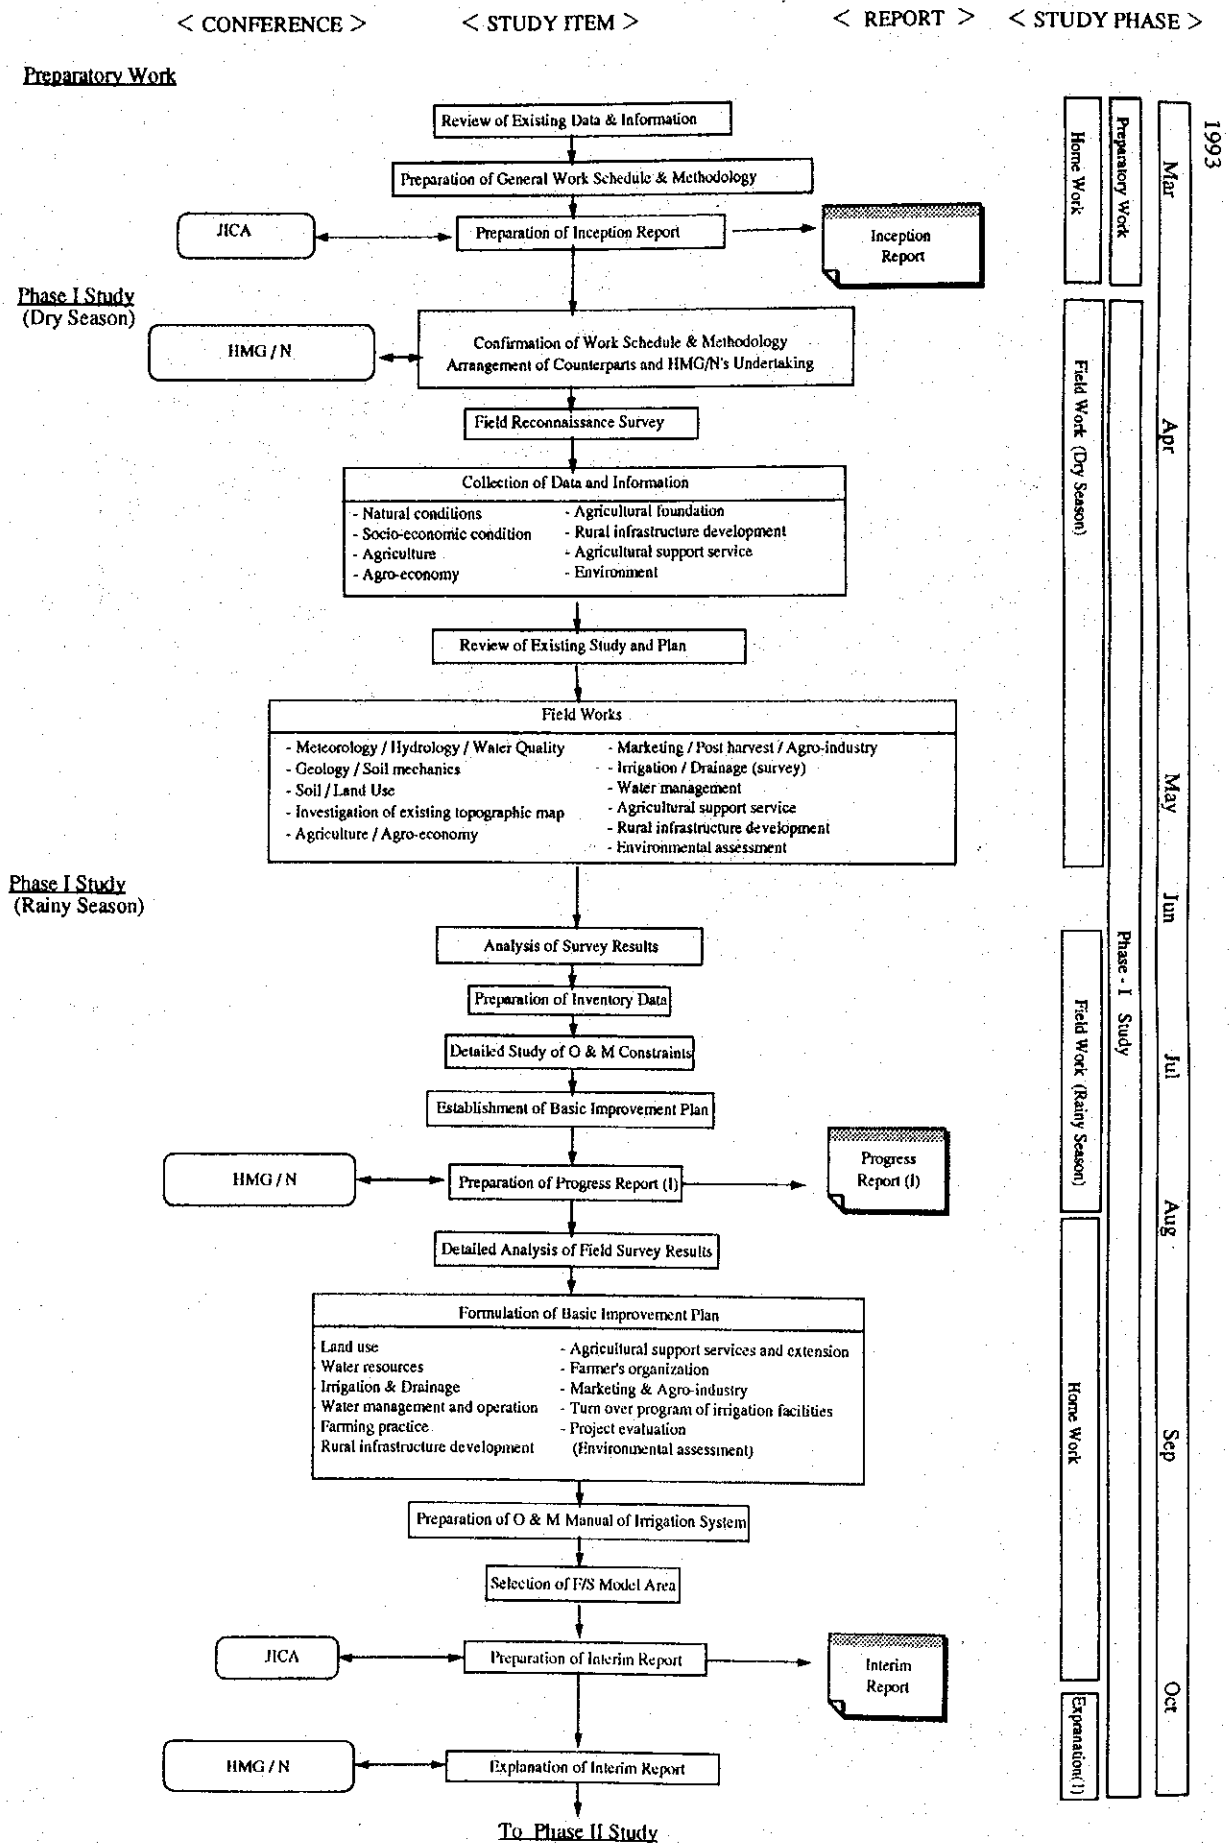 < CONFERENCE > < STUDY ITEM > < REPORT > < STUDY PHASE >
Preparatory Work
1993
Review of Existing Data & Information
Preparation of General Work Schedule & Methodology
JICA
Preparation of Inception Report
Inception
Report
Phase I Study
(Dry Season)
HMG / N
Confirmation of Work Schedule & Methodology
Arrangement of Counterparts and HMG/N's Undertaking
Field Reconnaissance Survey
Collection of Data and Information
- Natural conditions
- Socio-economic condition
- Agriculture
- Agro-economy
- Agricultural foundation
- Rural infrastructure development
- Agricultural support service
- Environment
Review of Existing Study and Plan
Field Works
- Meteorology / Hydrology / Water Quality
- Geology / Soil mechanics
- Soil / Land Use
- Investigation of existing topographic map
- Agriculture / Agro-economy
- Marketing / Post harvest / Agro-industry
- Irrigation / Drainage (survey)
- Water management
- Agricultural support service
- Rural infrastructure development
- Environmental assessment
Phase I Study
(Rainy Season)
Analysis of Survey Results
Preparation of Inventory Data
Detailed Study of O & M Constraints
Establishment of Basic Improvement Plan
HMG / N
Preparation of Progress Report (I)
Progress
Report (I)
Detailed Analysis of Field Survey Results
Formulation of Basic Improvement Plan
Land use
Water resources
Irrigation & Drainage
Water management and operation
Farming practice
Rural infrastructure development
- Agricultural support services and extension
- Farmer's organization
- Marketing & Agro-industry
- Turn over program of irrigation facilities
- Project evaluation
(Environmental assessment)
Preparation of O & M Manual of Irrigation System
Selection of F/S Model Area
JICA
Preparation of Interim Report
Interim
Report
HMG / N
Explanation of Interim Report
To Phase II Study
Home Work
Field Work (Dry Season)
Field Work (Rainy Season)
Home Work
Expranation(1)
Preparatory Work
Phase - I Study
Mar
Apr
May
Jun
Jul
Aug
Sep
Oct